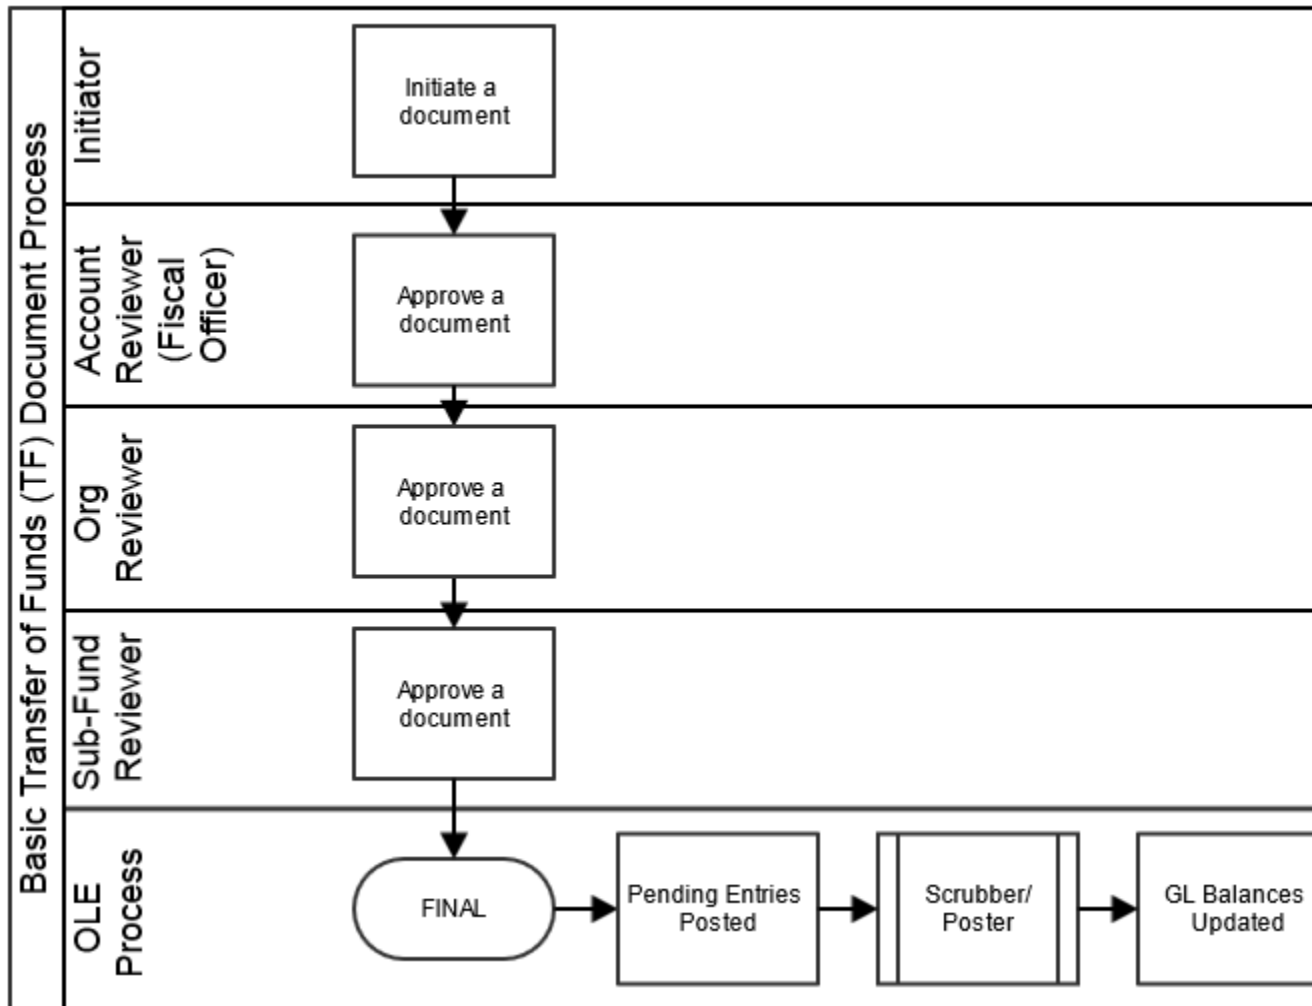 Basic Transfer of Funds (TF) Document Process
Initiator
Initiate a
document
Account
Reviewer
(Fiscal
Officer)
Approve a
document
Org
Reviewer
Approve a
document
Sub-Fund
Reviewer
Approve a
document
OLE
Process
FINAL
Pending Entries
Posted
Scrubber/
Poster
GL Balances
Updated